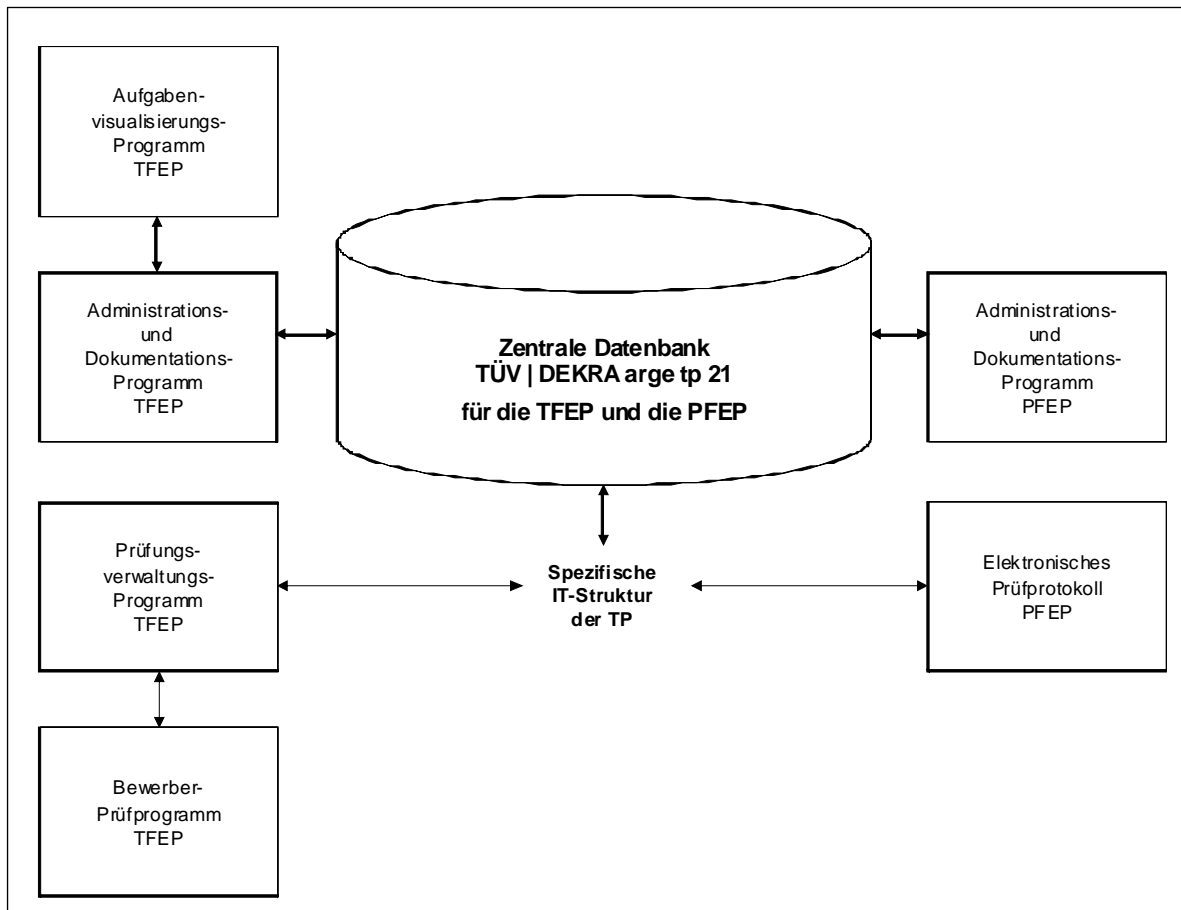 Aufgaben-
visualisierungs-
Programm
TFEP
Administrations-
und
Dokumentations-
Programm
TFEP
Zentrale Datenbank
TÜV | DEKRA arge tp 21
für die TFEP und die PFEP
Administrations-
und
Dokumentations-
Programm
PFEP
Prüfungs-
verwaltungs-
Programm
TFEP
Spezifische
IT-Struktur
der TP
Elektronisches
Prüfprotokoll
PFEP
Bewerber-
Prüfprogramm
TFEP